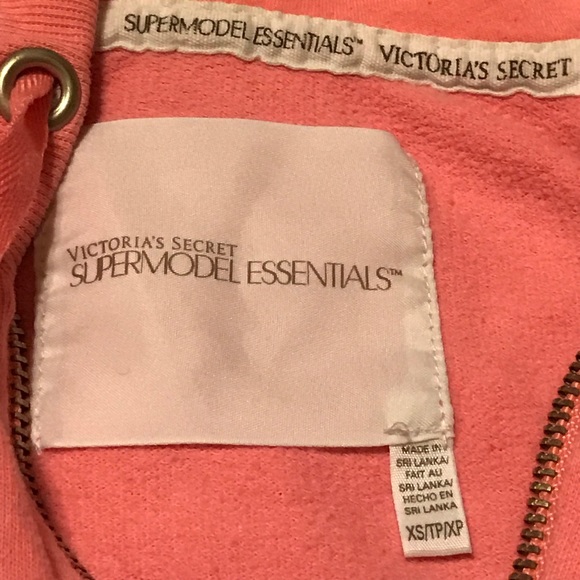 SUPERMODEL ESSENTIALS™ VICTORIA'S SECRET
VICTORIA'S SECRET
SUPERMODEL ESSENTIALS™
MADE IN/
SRI LANKA/
FAIT AU
SRI LANKA/
HECHO EN
SRI LANKA
XS/TP/XP